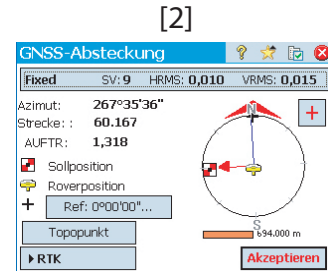 [2]
GNSS-Absteckung
Fixed SV: 9 HRMS: 0,010 VRMS: 0,015
Azimut: 267°35'36"
Strecke: : 60.167
AUFTR: 1,318
N
Sollposition
Roverposition
Ref: 0°00'00"...
Topopunkt
S
694.000 m
RTK
Akzeptieren